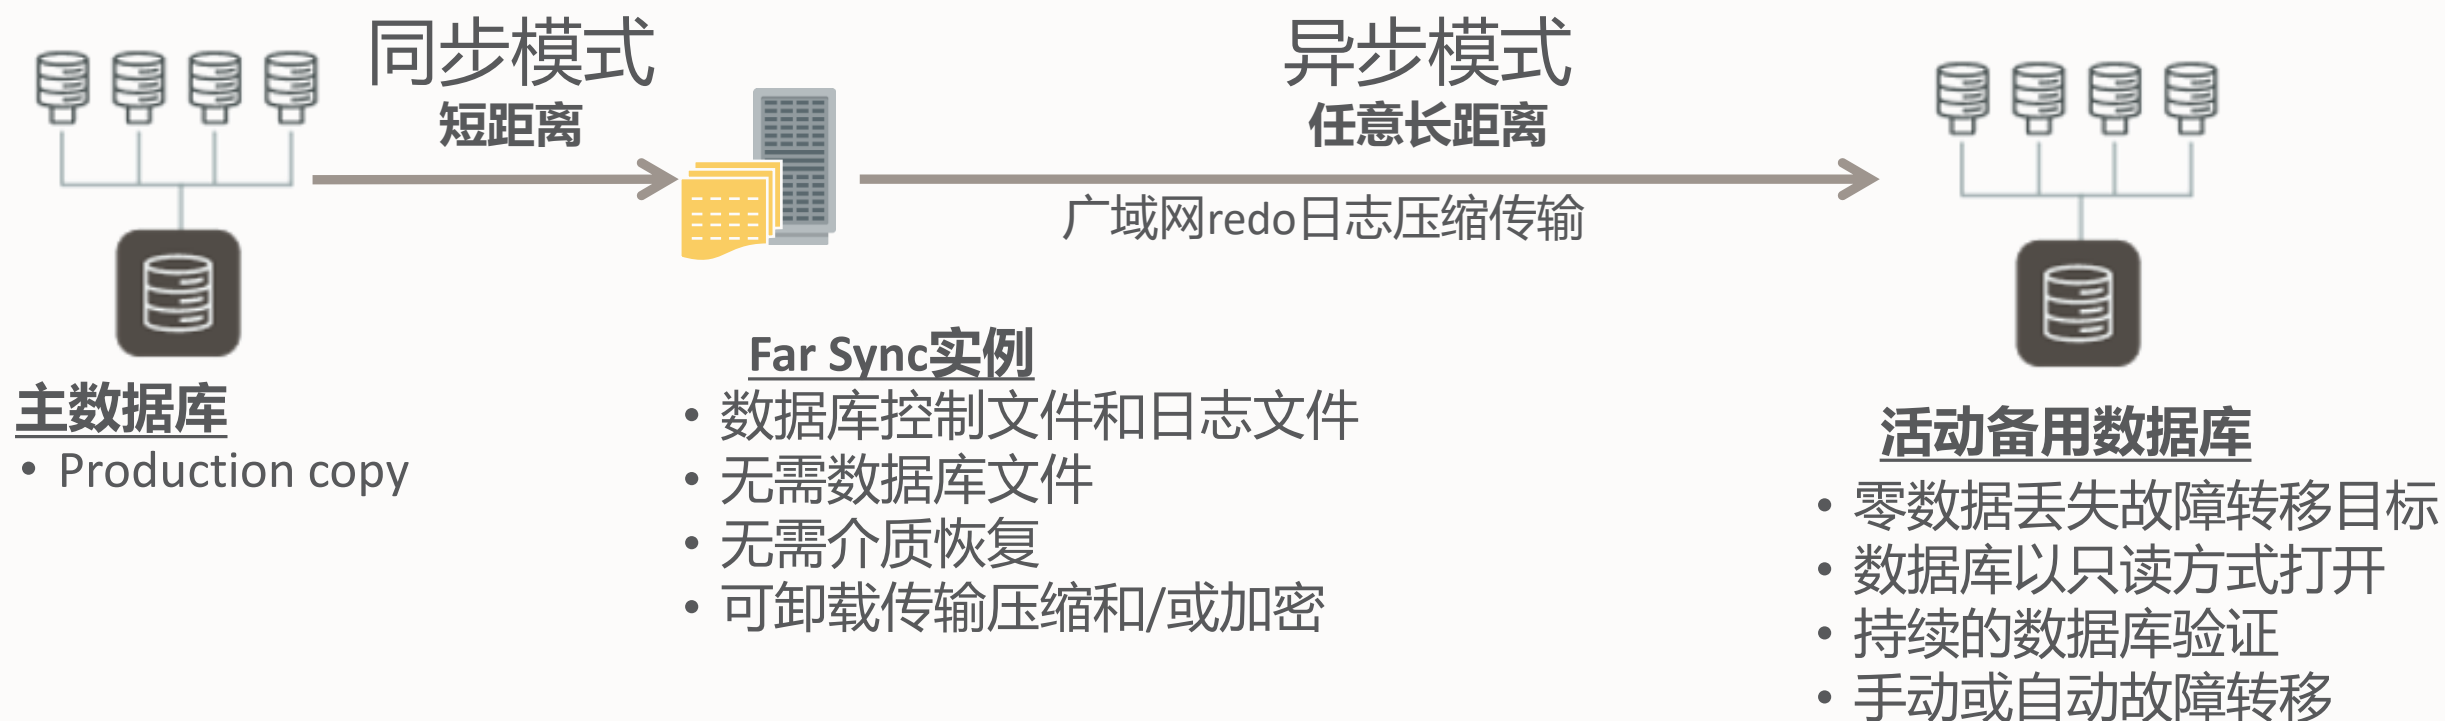 同步模式
短距离
异步模式
任意长距离
广域网redo日志压缩传输
主数据库
• Production copy
Far Sync实例
• 数据库控制文件和日志文件
• 无需数据库文件
• 无需介质恢复
• 可卸载传输压缩和/或加密
活动备用数据库
• 零数据丢失故障转移目标
• 数据库以只读方式打开
• 持续的数据库验证
• 手动或自动故障转移